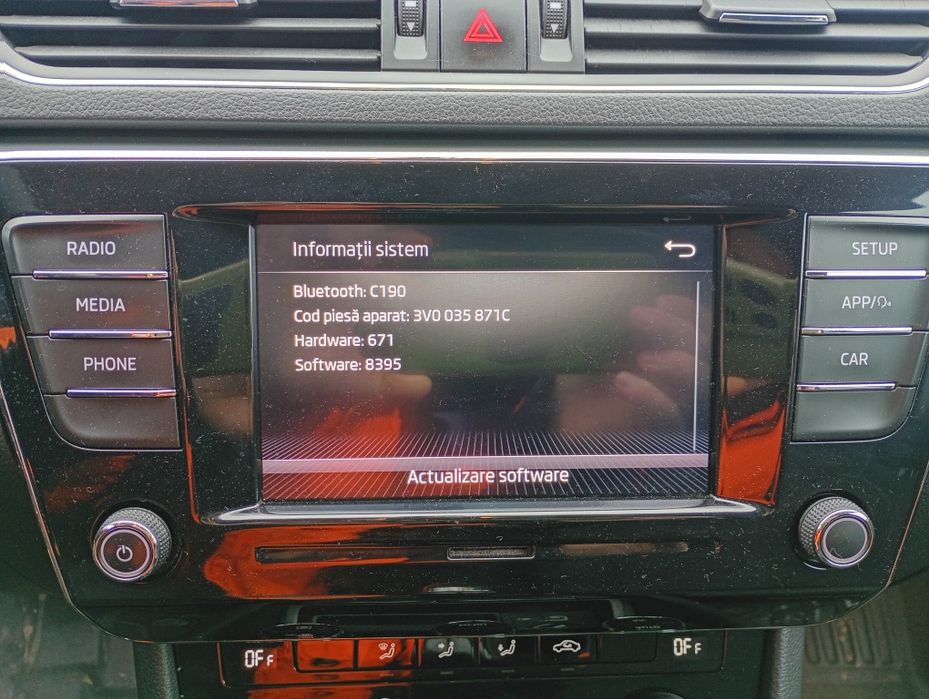 RADIO
MEDIA
PHONE
Informații sistem
Bluetooth: C190
Cod piesă aparat: 3V0 035 871C
Hardware: 671
Software: 8395
Actualizare software
SETUP
APP/
CAR
OFF
OFF